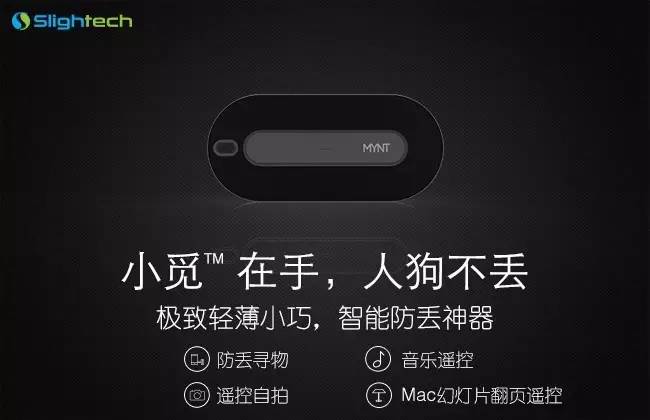 Slightech
MYNT
小觅™ 在手，人狗不丢
极致轻薄小巧，智能防丢神器
防丢寻物
音乐遥控
遥控自拍
Mac幻灯片翻页遥控